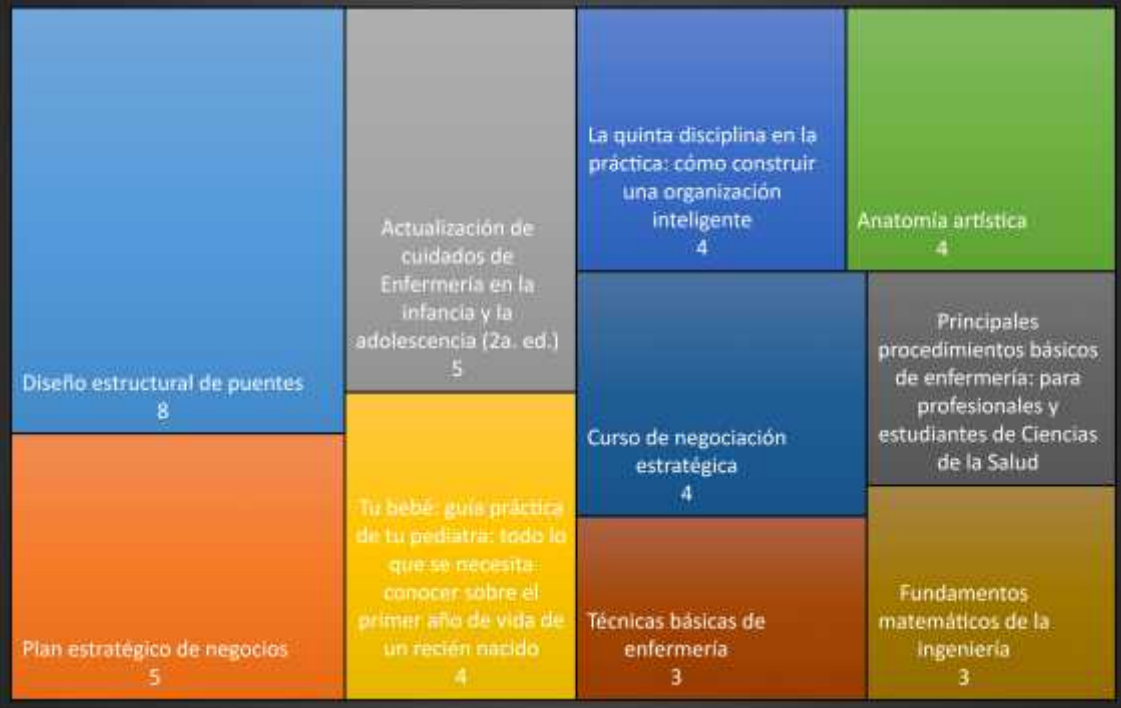 Diseño estructural de puentes
8
Plan estratégico de negocios
5
Actualización de
cuidados de
Enfermería en la
infancia y la
adolescencia (2a. ed.)
5
Tu bebé: guía práctica
de tu pediatra: todo lo
que se necesita
conocer sobre el
primer año de vida de
un recién nacido
4
La quinta disciplina en la
práctica: cómo construir
una organización
inteligente
4
Anatomía artística
4
Curso de negociación
estratégica
4
Principales
procedimientos básicos
de enfermería: para
profesionales y
estudiantes de Ciencias
de la Salud
Técnicas básicas de
enfermería
3
Fundamentos
matemáticos de la
ingeniería
3